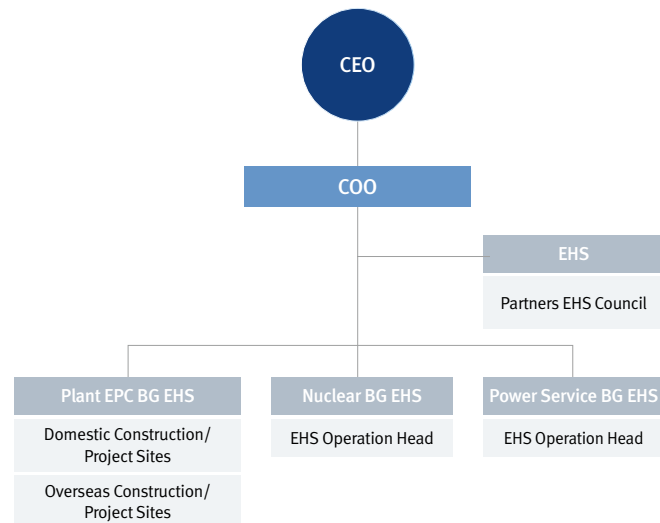 CEO
COO
EHS
Partners EHS Council
Plant EPC BG EHS
Domestic Construction/
Project Sites
Overseas Construction/
Project Sites
Nuclear BG EHS
EHS Operation Head
Power Service BG EHS
EHS Operation Head